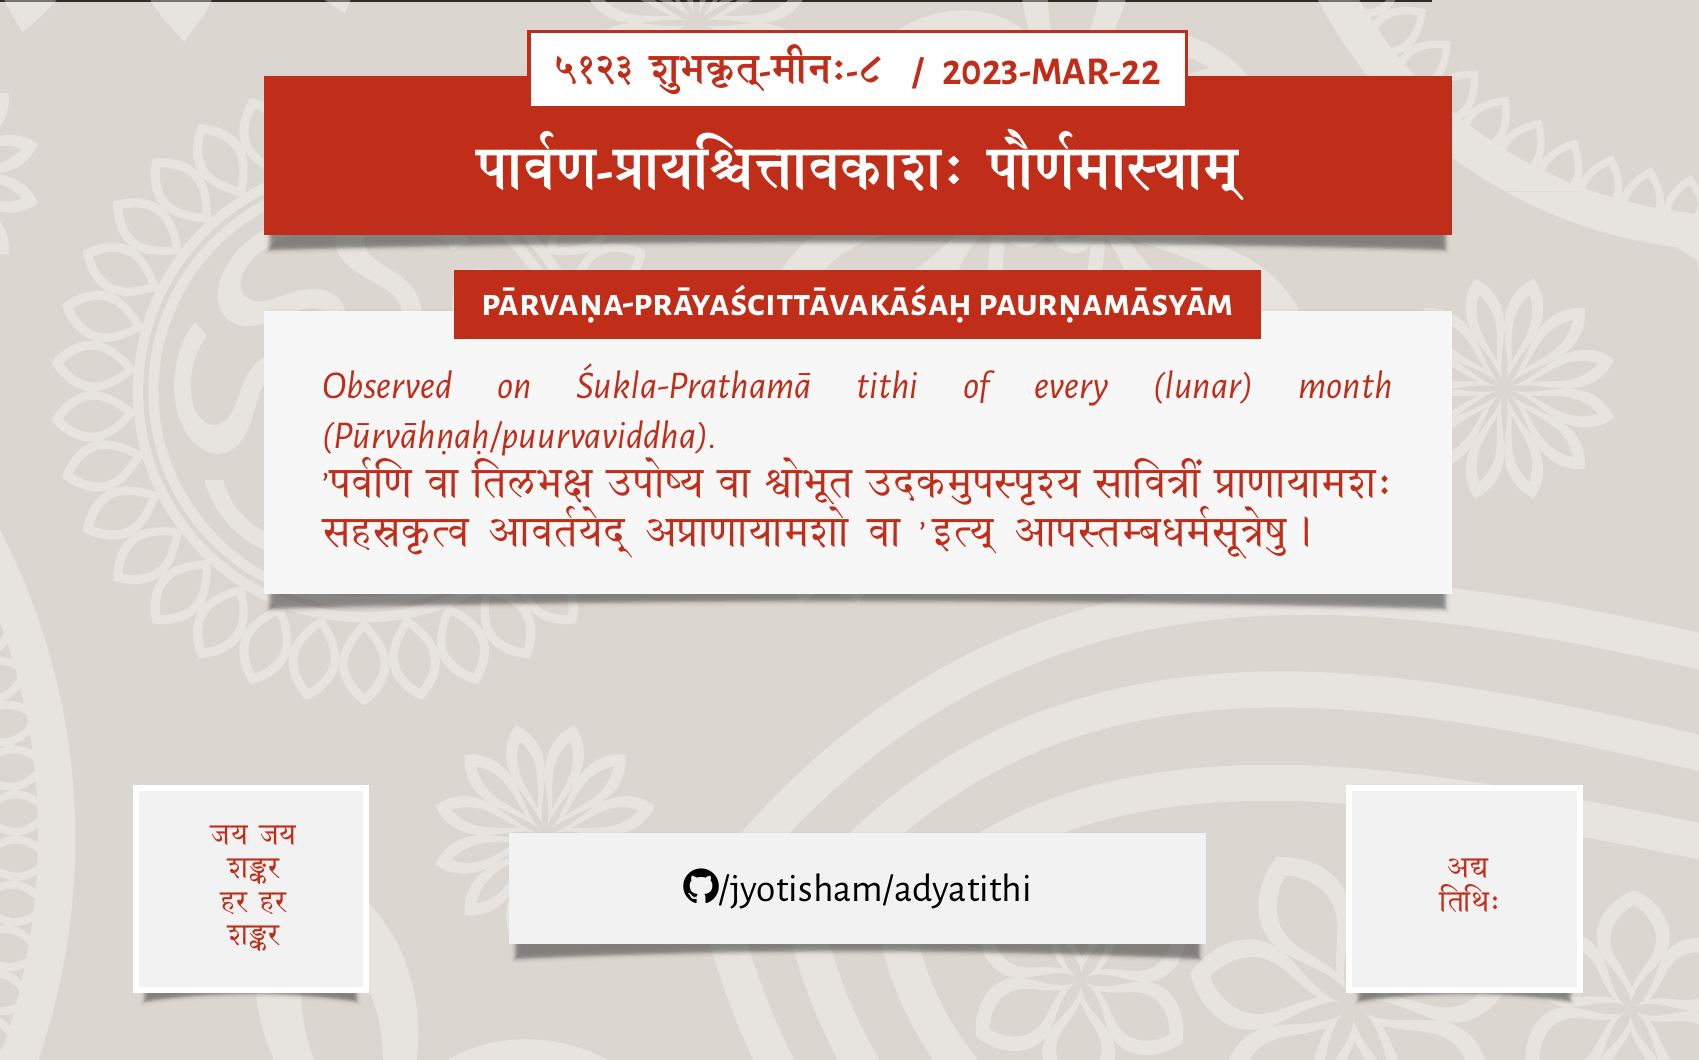 ५१२३ शुभकृत्-मीनः-८ / 2023-MAR-22
पार्वण-प्रायश्चित्तावकाशः पौर्णमास्याम्
PĀRVAṆA-PRĀYAŚCITTĀVAKĀŚAḤ PAURṆAMĀSYĀM
Observed on Śukla-Prathamā tithi of every (lunar) month
(Pūrvāhṇaḥ/puurvaviddha).
’पर्वणि वा तिलभक्ष उपोष्य वा श्वोभूत उदकमुपस्पृश्य सावित्रीं प्राणायामशः
सहस्रकृत्व आवर्तयेद् अप्राणायामशो वा ’ इत्य् आपस्तम्बधर्मसूत्रेषु ।
जय जय
शङ्कर
हर हर
शङ्कर
/jyotisham/adyatithi
अद्य
तिथिः